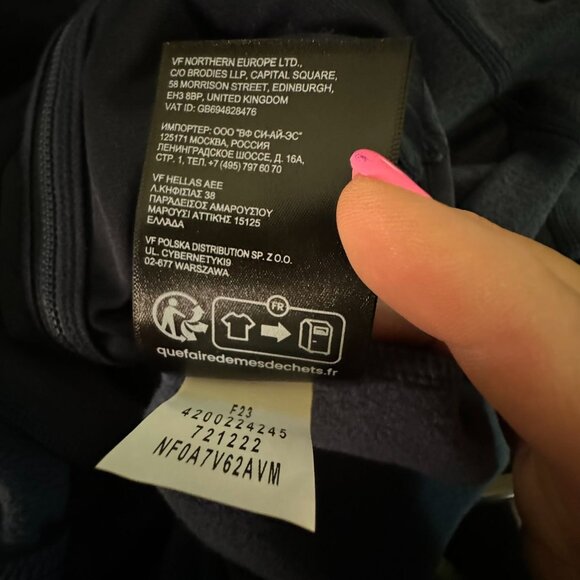 VF NORTHERN EUROPE LTD.,
C/O BRODIES LLP, CAPITAL SQUARE,
58 MORRISON STREET, EDINBURGH,
EH3 8BP, UNITED KINGDOM
VAT ID: GB694828476
ИМПОРТЕР: ООО "ВФ СИ-АЙ-ЭС"
125171 МОСКВА, РОССИЯ
ЛЕНИНГРАДСКОЕ ШОССЕ, Д. 16А,
СТР. 1, ТЕЛ. +7 (495) 797 60 70
VF HELLAS AEE
Λ.ΚΗΦΙΣΙΑΣ 38
ΠΑΡΑΔΕΙΣΟΣ ΑΜΑΡΟΥΣΙΟΥ
ΜΑΡΟΥΣΙ ΑΤΤΙΚΗΣ 15125
ΕΛΛΑΔΑ
VF POLSKA DISTRIBUTION SP. Z O.O.
UL. CYBERNETYKI9
02-677 WARSZAWA
FR
quefairedemesdechets.fr
F23
4200224245
721222
NF0A7V62AVM